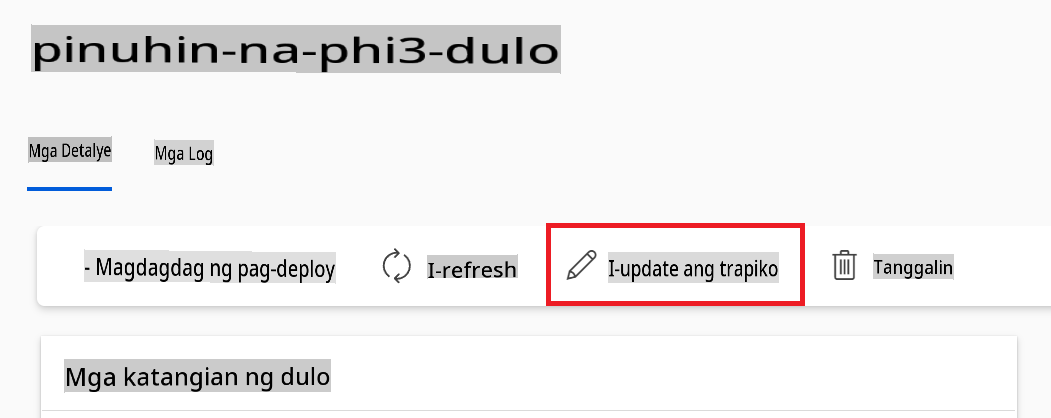 pinuhin-na-phi3-dulo
Mga Detalye Mga Log
- Magdagdag ng pag-deploy I-refresh I-update ang trapiko Tanggalin
Mga katangian ng dulo